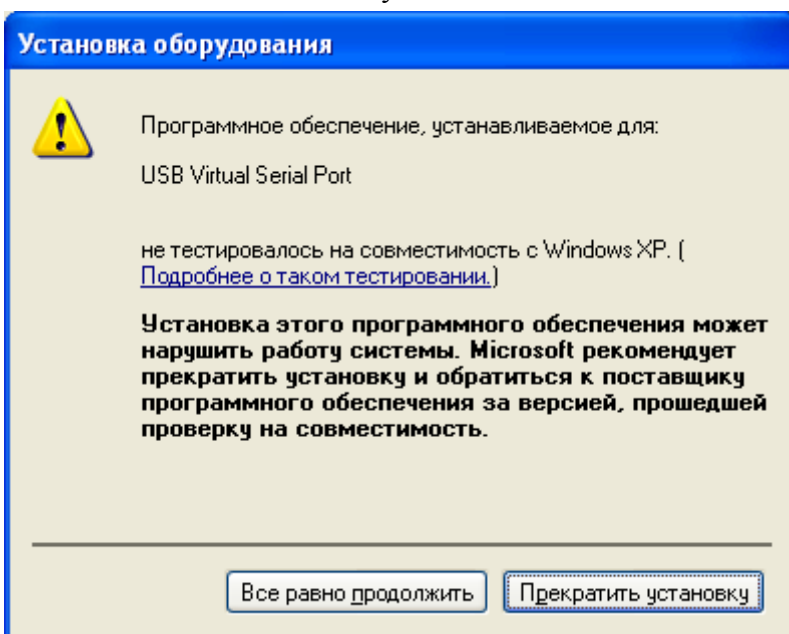 Установка оборудования
Программное обеспечение, устанавливаемое для:
USB Virtual Serial Port
не тестировалось на совместимость с Windows XP. (
Подробнее о таком тестировании.)
Установка этого программного обеспечения может
нарушить работу системы. Microsoft рекомендует
прекратить установку и обратиться к поставщику
программного обеспечения за версией, прошедшей
проверку на совместимость.
Все равно продолжить
Прекратить установку